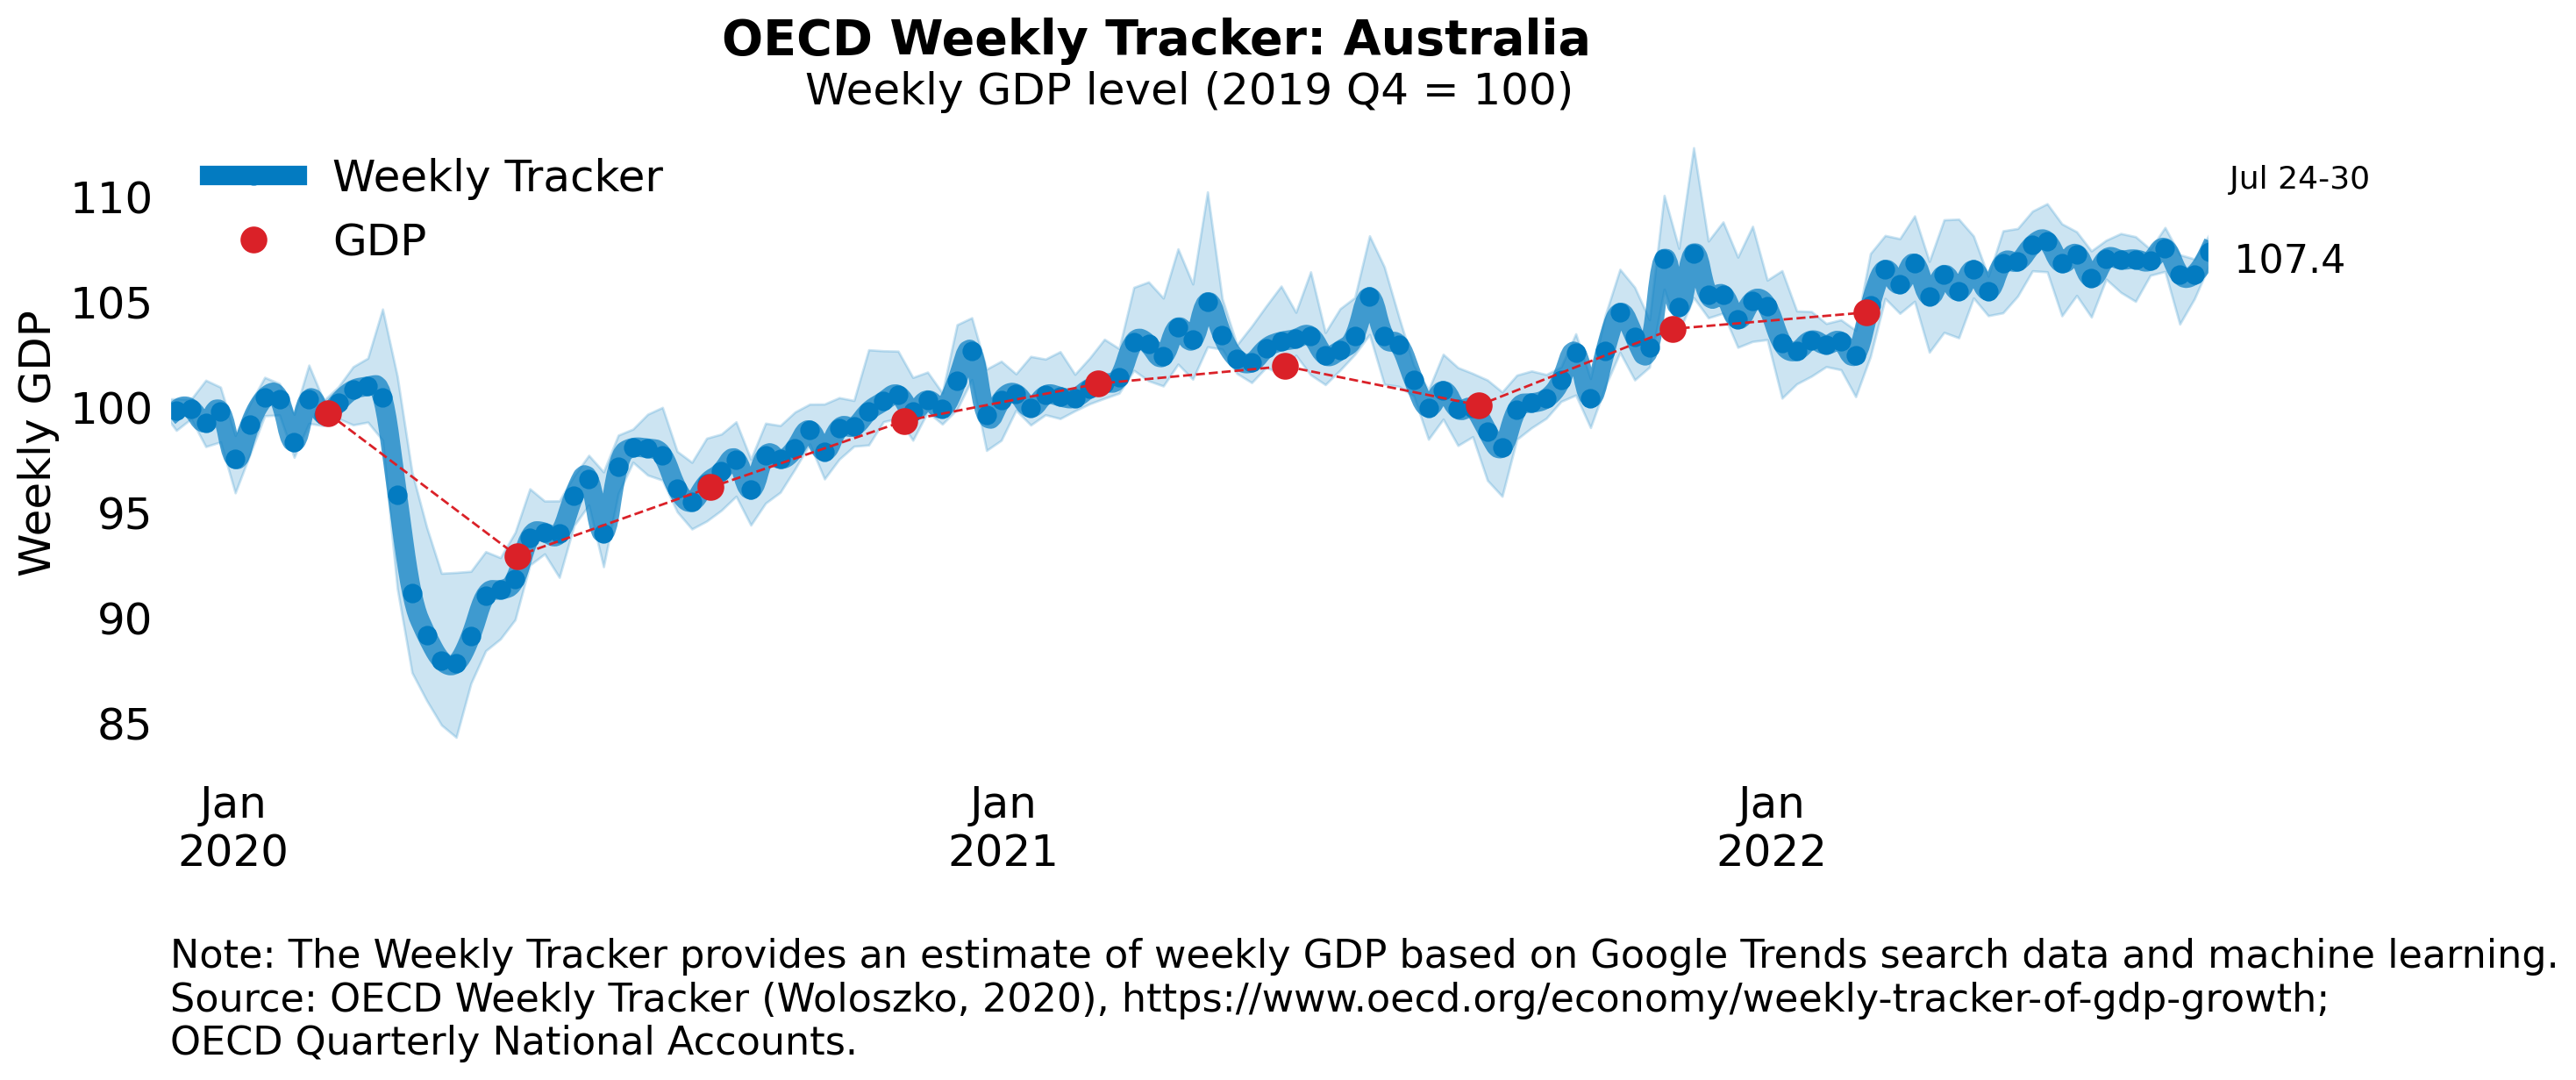 OECD Weekly Tracker: Australia
Weekly GDP level (2019 Q4 = 100)
Weekly Tracker
GDP
Jul 24-30
107.4
Weekly GDP
110
105
100
95
90
85
Jan
2020
Jan
2021
Jan
2022
Note: The Weekly Tracker provides an estimate of weekly GDP based on Google Trends search data and machine learning.
Source: OECD Weekly Tracker (Woloszko, 2020), https://www.oecd.org/economy/weekly-tracker-of-gdp-growth;
OECD Quarterly National Accounts.